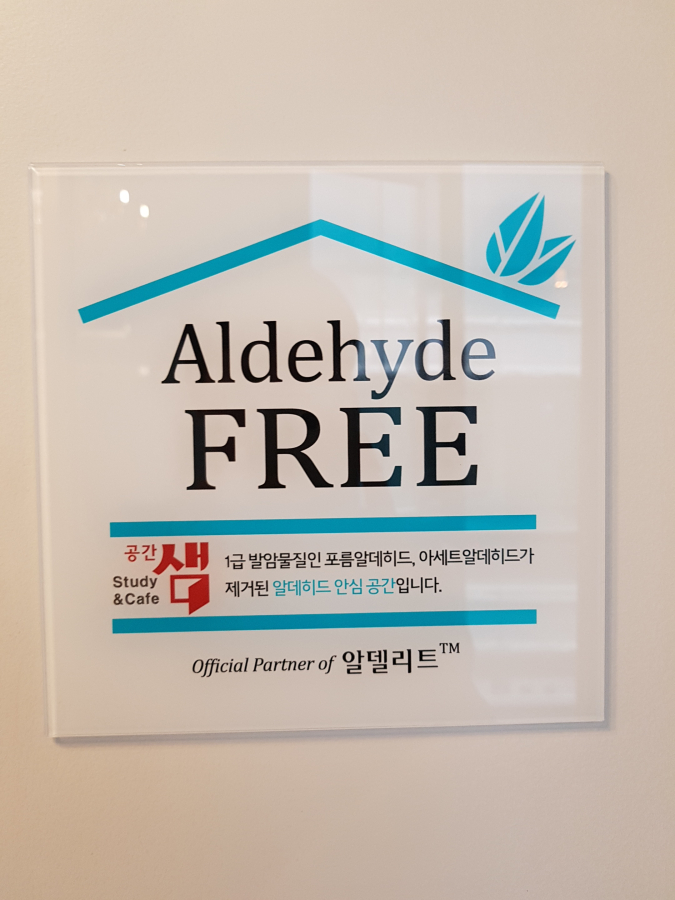 Aldehyde
FREE
공간 샘
Study
&Cafe
1급 발암물질인 포름알데히드, 아세트알데히드가
제거된 알데히드 안심 공간입니다.
Official Partner of 알델리트™